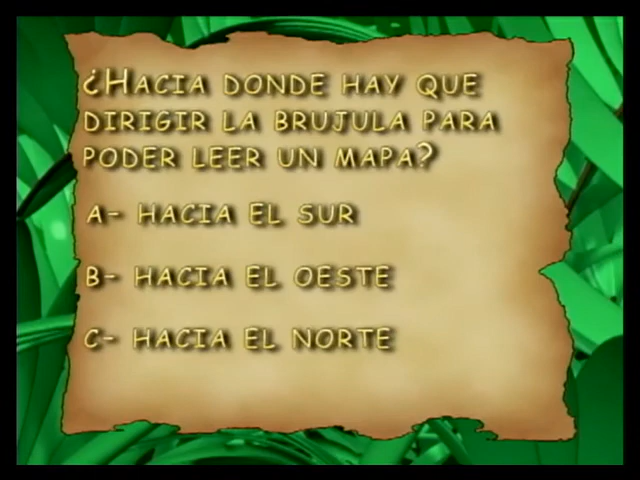 ¿HACIA DONDE HAY QUE
DIRIGIR LA BRUJULA PARA
PODER LEER UN MAPA?
A- HACIA EL SUR
B- HACIA EL OESTE
C- HACIA EL NORTE